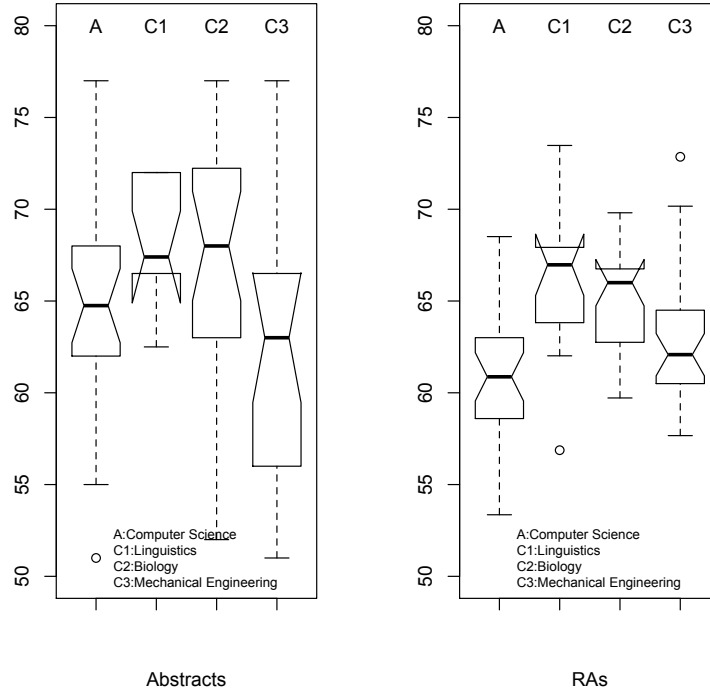 80
75
70
65
60
55
50
A C1 C2 C3
A:Computer Science
C1:Linguistics
C2:Biology
C3:Mechanical Engineering
Abstracts
80
75
70
65
60
55
50
A C1 C2 C3
A:Computer Science
C1:Linguistics
C2:Biology
C3:Mechanical Engineering
RAs